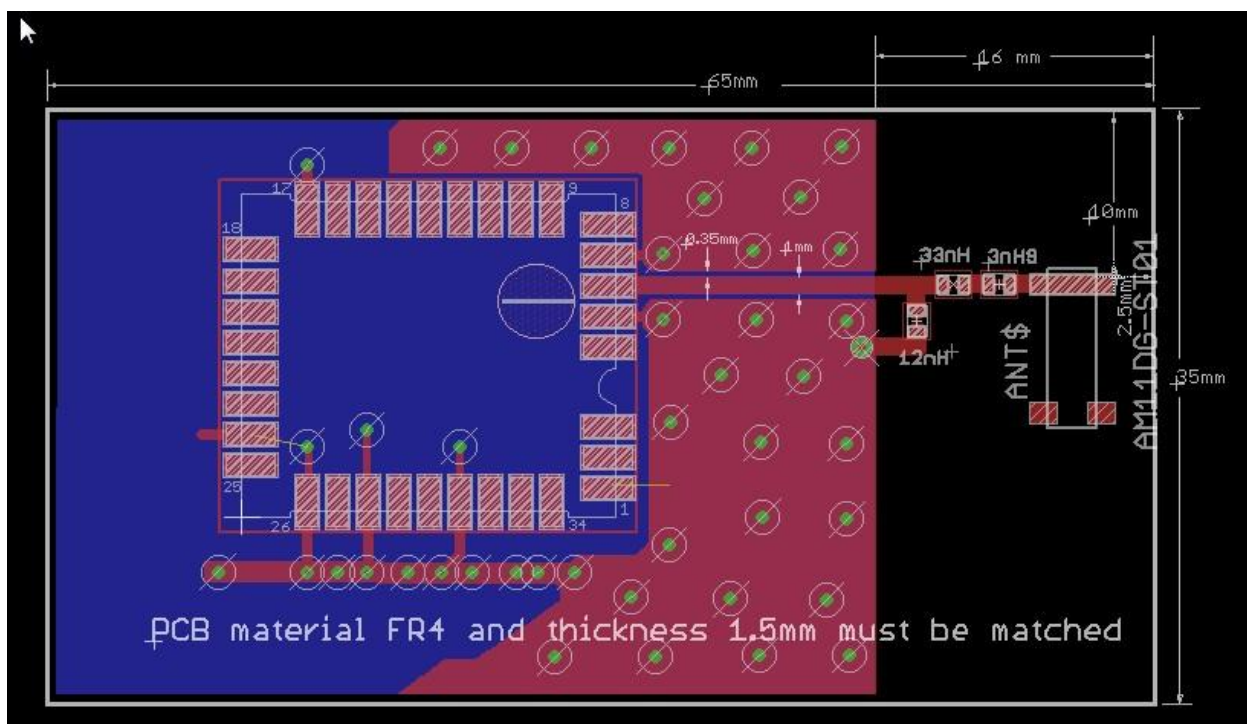 16 mm
65mm
17
9
8
18
10mm
0.35mm
1mm
33nH
3nH9
2.5mm
12nH
ANT$
AM11DG-ST01
35mm
25
26
34
1
PCB material FR4 and thickness 1.5mm must be matched